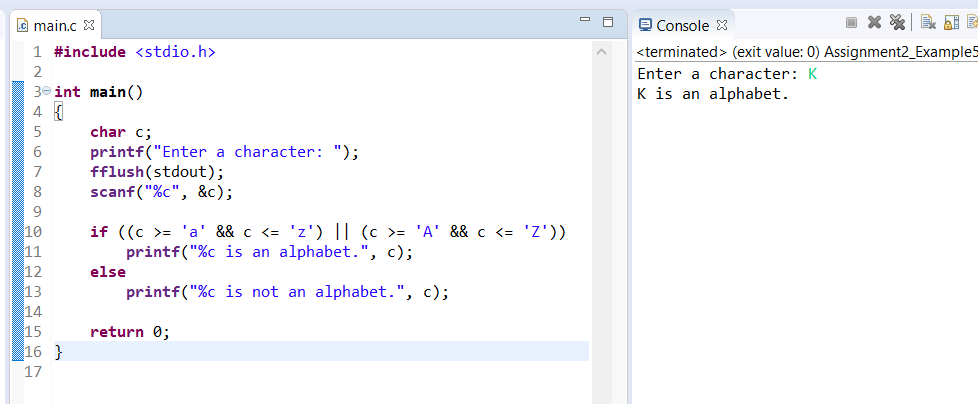 main.c
1 #include <stdio.h>
2
3 int main()
4 {
5     char c;
6     printf("Enter a character: ");
7     fflush(stdout);
8     scanf("%c", &c);
9
10     if ((c >= 'a' && c <= 'z') || (c >= 'A' && c <= 'Z'))
11         printf("%c is an alphabet.", c);
12     else
13         printf("%c is not an alphabet.", c);
14
15     return 0;
16 }
17
Console
<terminated> (exit value: 0) Assignment2_Example5
Enter a character: K
K is an alphabet.